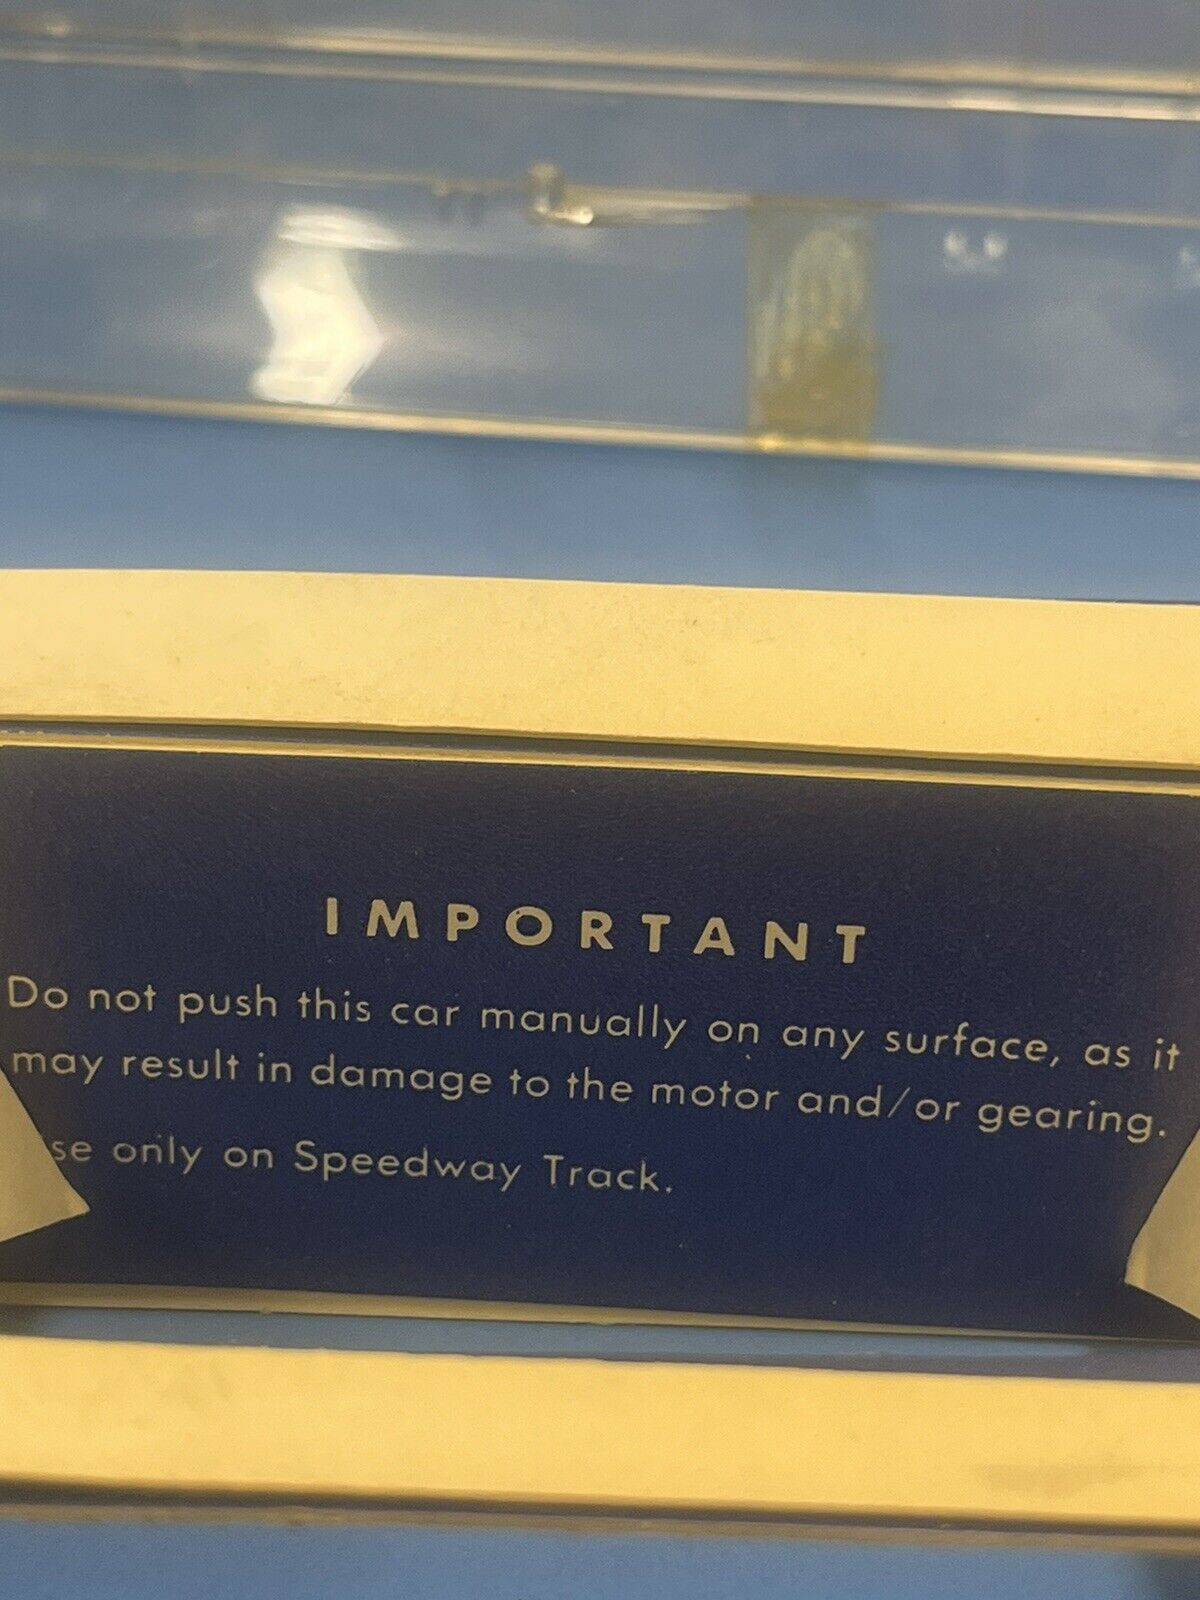 IMPORTANT
Do not push this car manually on any surface, as it
may result in damage to the motor and/or gearing.
se only on Speedway Track.